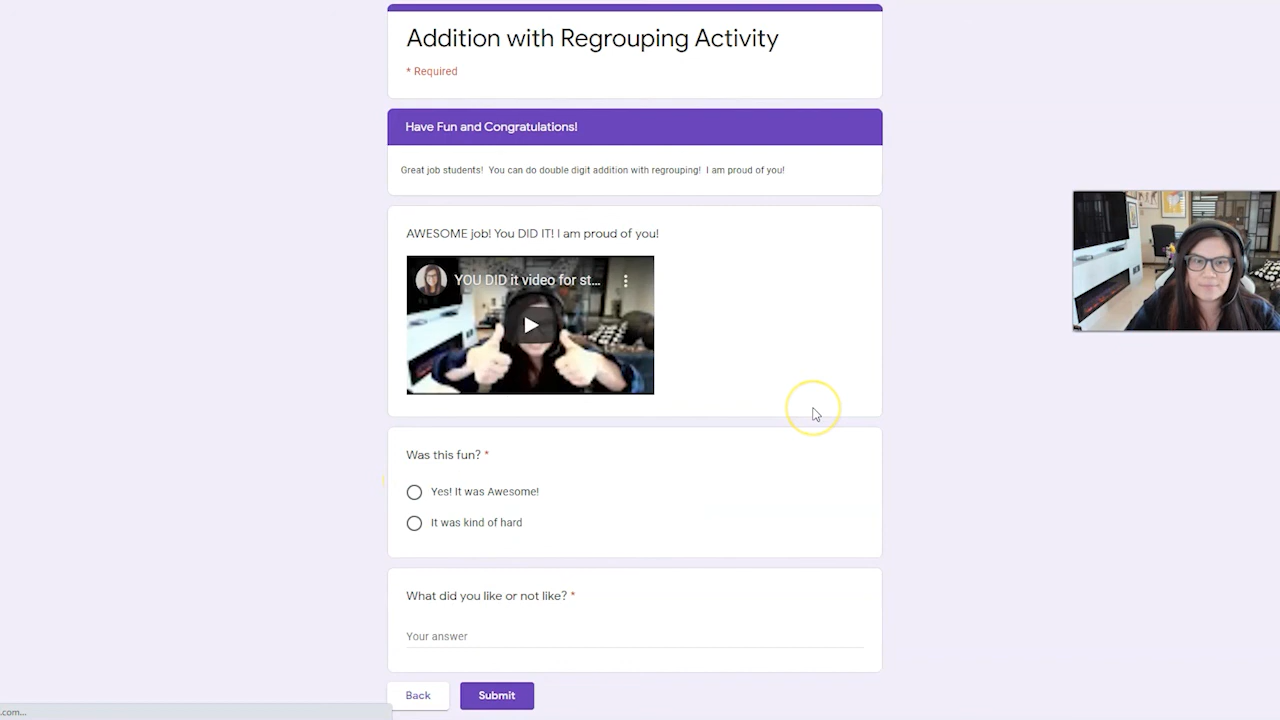 Addition with Regrouping Activity
* Required
Have Fun and Congratulations!
Great job students! You can do double digit addition with regrouping! I am proud of you!
AWESOME job! You DID IT! I am proud of you!
YOU DID it video for st...
Was this fun? *
Yes! It was Awesome!
It was kind of hard
What did you like or not like? *
Your answer
Back
Submit
.com...